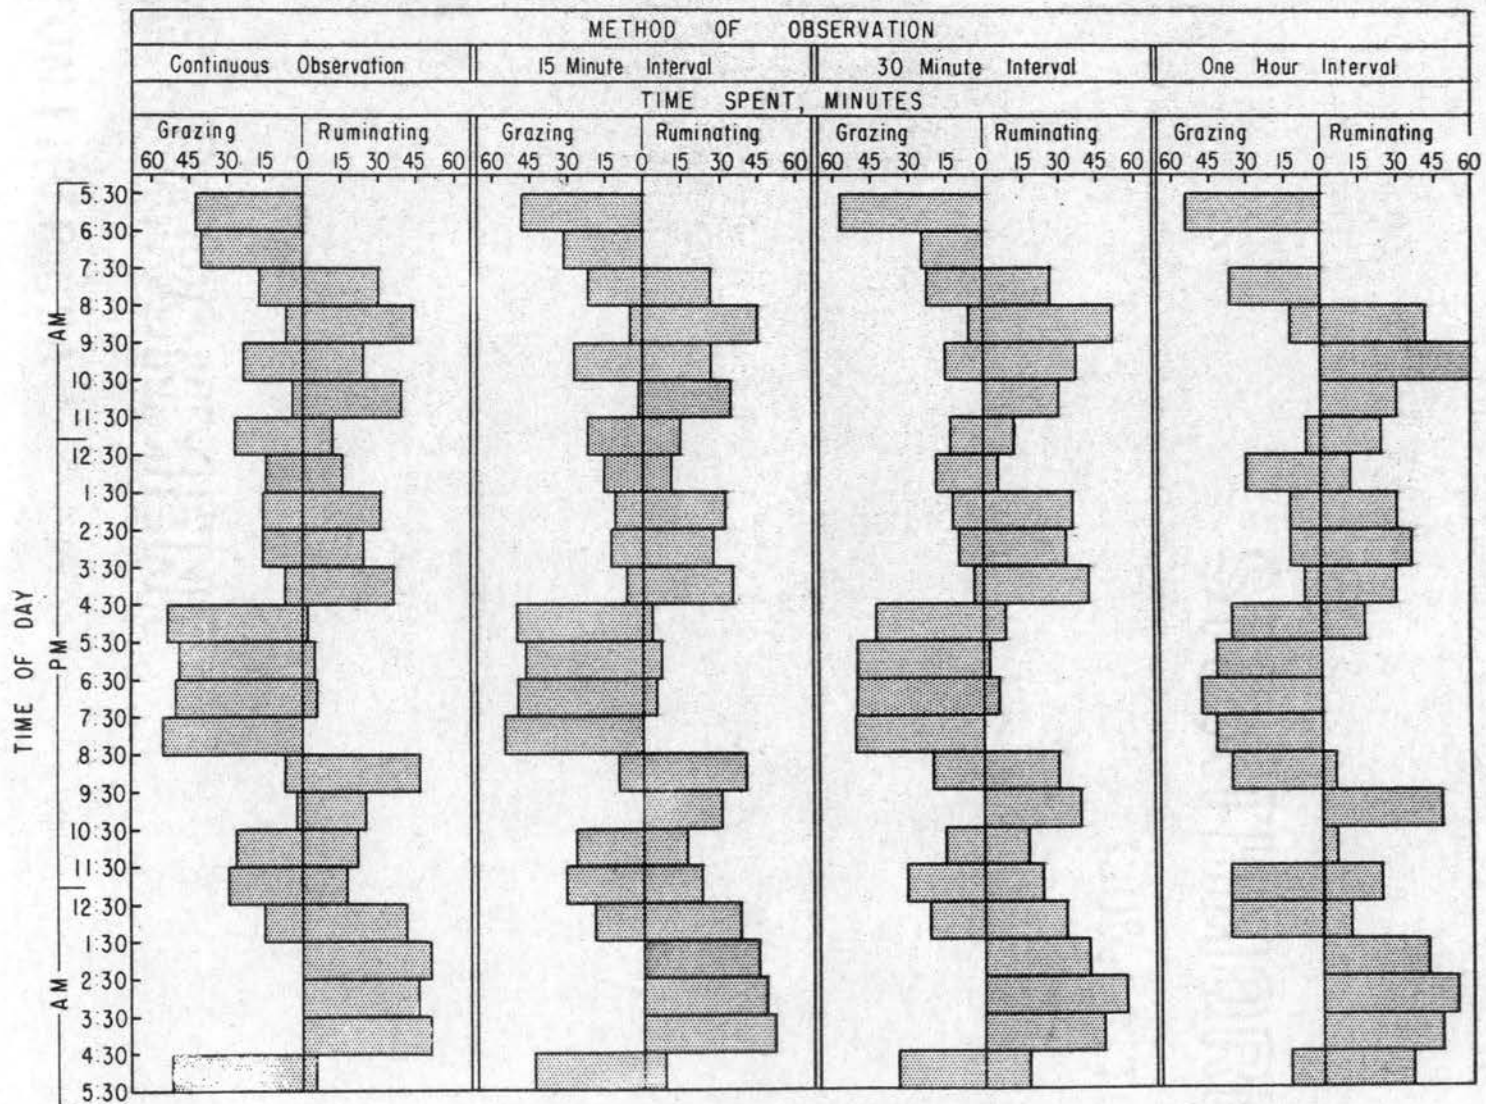 METHOD OF OBSERVATION
Continuous Observation 15 Minute Interval 30 Minute Interval One Hour Interval
TIME SPENT, MINUTES
Grazing Ruminating Grazing Ruminating Grazing Ruminating Grazing Ruminating
60 45 30 15 0 15 30 45 60 60 45 30 15 0 15 30 45 60 60 45 30 15 0 15 30 45 60 60 45 30 15 0 15 30 45 60
TIME OF DAY
AM
5:30
6:30
7:30
8:30
9:30
10:30
11:30
PM
12:30
1:30
2:30
3:30
4:30
5:30
6:30
7:30
8:30
9:30
10:30
11:30
AM
12:30
1:30
2:30
3:30
4:30
5:30